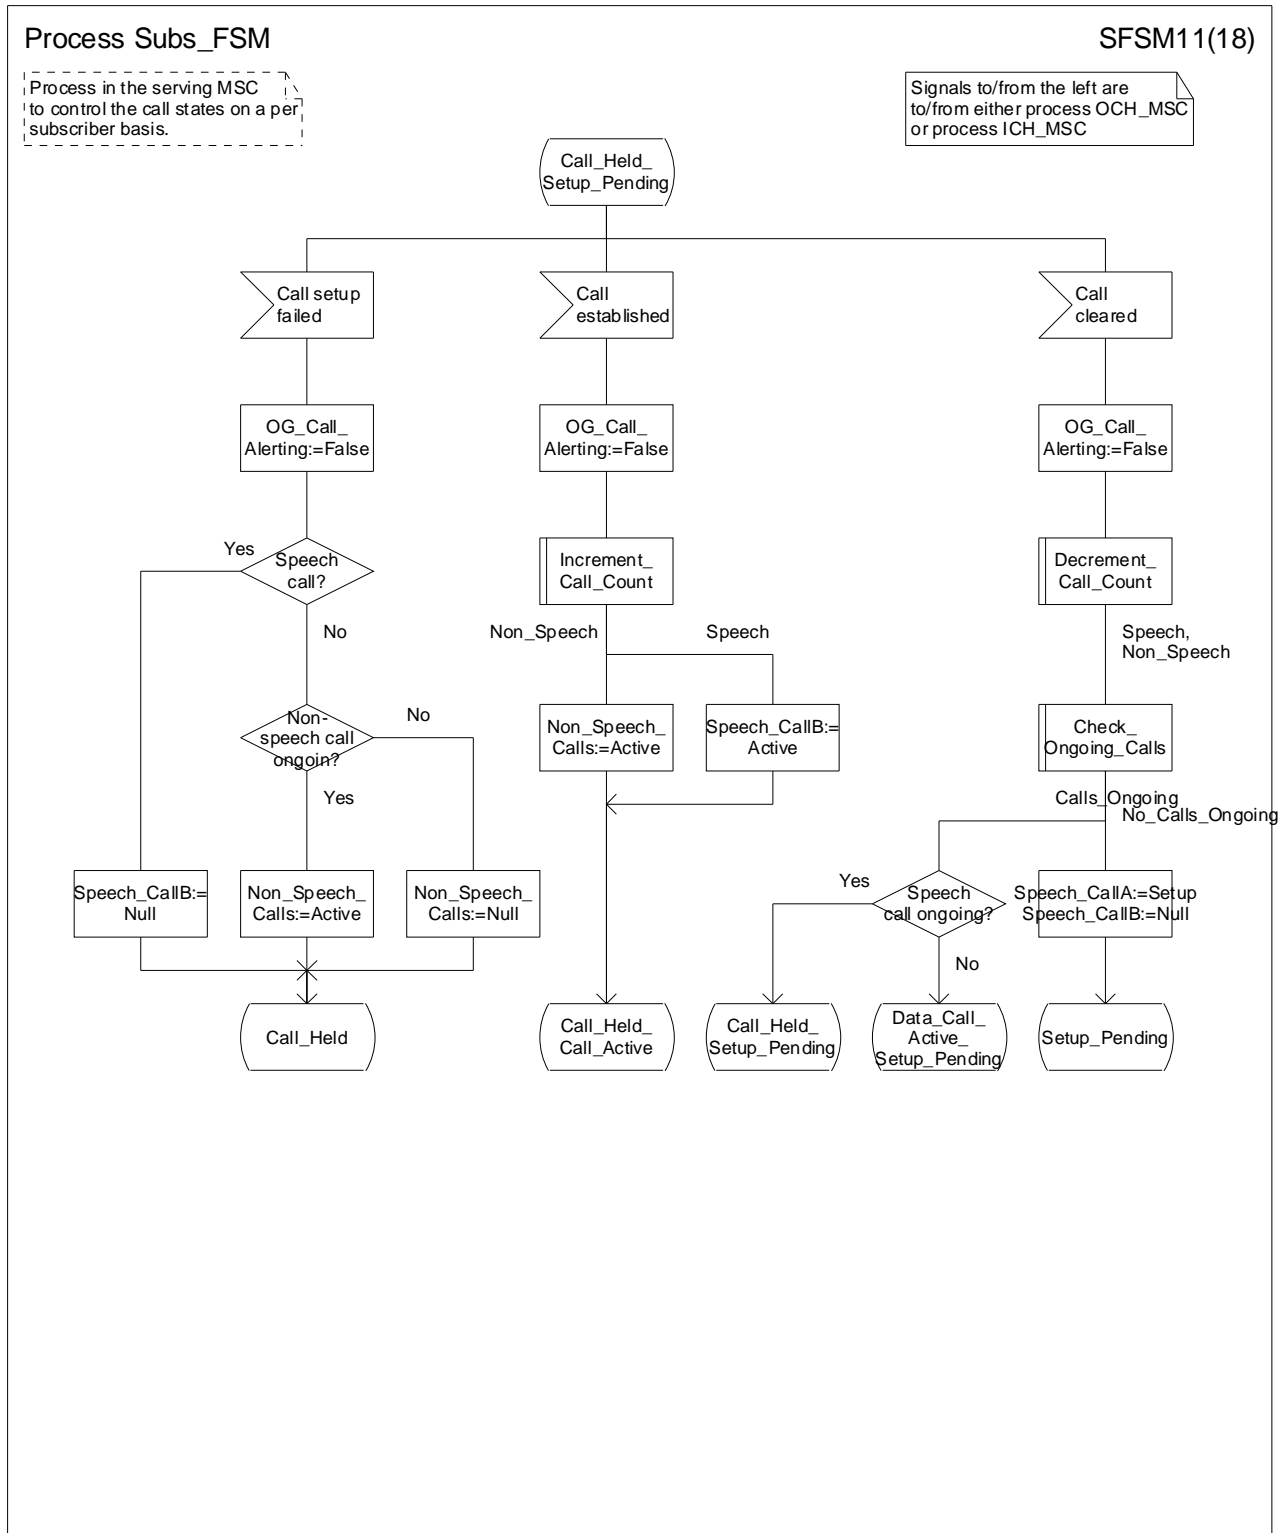 Process Subs_FSM
SFSM11(18)
Process in the serving MSC
to control the call states on a per
subscriber basis.
Signals to/from the left are
to/from either process OCH_MSC
or process ICH_MSC
Call_Held_
Setup_Pending
Call setup
failed
Call
established
Call
cleared
OG_Call_
Alerting:=False
OG_Call_
Alerting:=False
OG_Call_
Alerting:=False
Yes
Speech
call?
No
Increment_
Call_Count
Decrement_
Call_Count
Non_Speech
Speech
Speech,
Non_Speech
Non-
speech call
ongoin?
No
Yes
Non_Speech_
Calls:=Active
Speech_CallB:=
Active
Check_
Ongoing_Calls
Calls_Ongoing
No_Calls_Ongoing
Speech_CallB:=
Null
Non_Speech_
Calls:=Active
Non_Speech_
Calls:=Null
Yes
Speech
call ongoing?
No
Speech_CallA:=Setup
Speech_CallB:=Null
Call_Held
Call_Held_
Call_Active
Call_Held_
Setup_Pending
Data_Call_
Active_
Setup_Pending
Setup_Pending